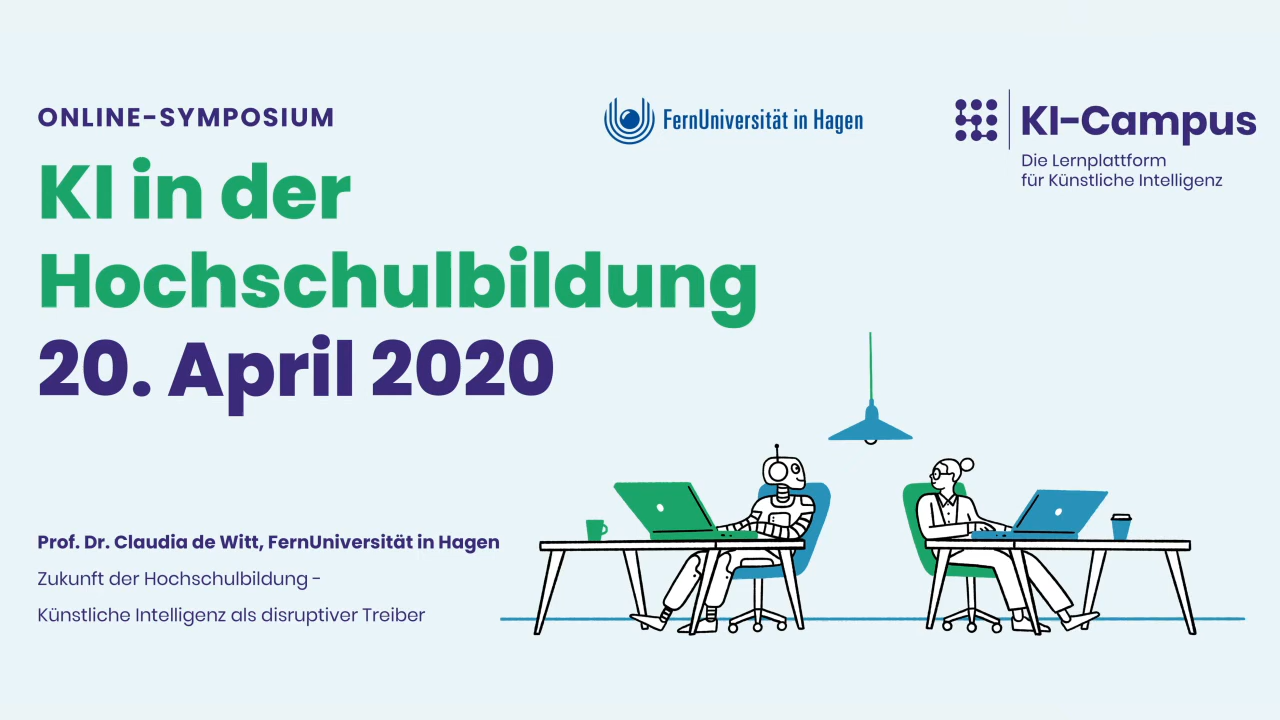 ONLINE-SYMPOSIUM
FernUniversität in Hagen
KI-Campus
Die Lernplattform
für Künstliche Intelligenz
KI in der
Hochschulbildung
20. April 2020
Prof. Dr. Claudia de Witt, FernUniversität in Hagen
Zukunft der Hochschulbildung -
Künstliche Intelligenz als disruptiver Treiber